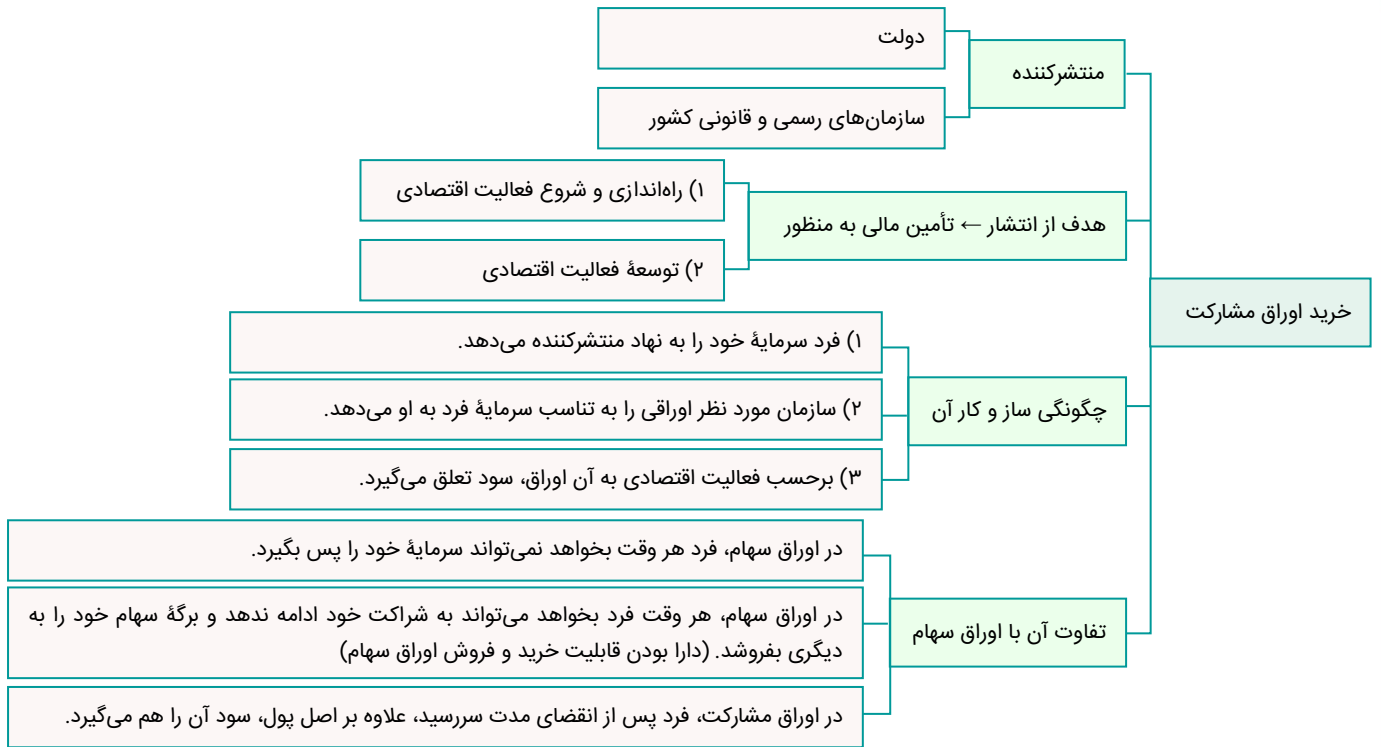 خرید اوراق مشارکت
منتشرکننده
دولت
سازمان‌های رسمی و قانونی کشور
هدف از انتشار ← تأمین مالی به منظور
۱) راه‌اندازی و شروع فعالیت اقتصادی
۲) توسعهٔ فعالیت اقتصادی
چگونگی ساز و کار آن
۱) فرد سرمایهٔ خود را به نهاد منتشرکننده می‌دهد.
۲) سازمان مورد نظر اوراقی را به تناسب سرمایهٔ فرد به او می‌دهد.
۳) برحسب فعالیت اقتصادی به آن اوراق، سود تعلق می‌گیرد.
تفاوت آن با اوراق سهام
در اوراق سهام، فرد هر وقت بخواهد نمی‌تواند سرمایهٔ خود را پس بگیرد.
در اوراق سهام، هر وقت فرد بخواهد می‌تواند به شراکت خود ادامه ندهد و برگهٔ سهام خود را به
دیگری بفروشد. (دارا بودن قابلیت خرید و فروش اوراق سهام)
در اوراق مشارکت، فرد پس از انقضای مدت سررسید، علاوه بر اصل پول، سود آن را هم می‌گیرد.